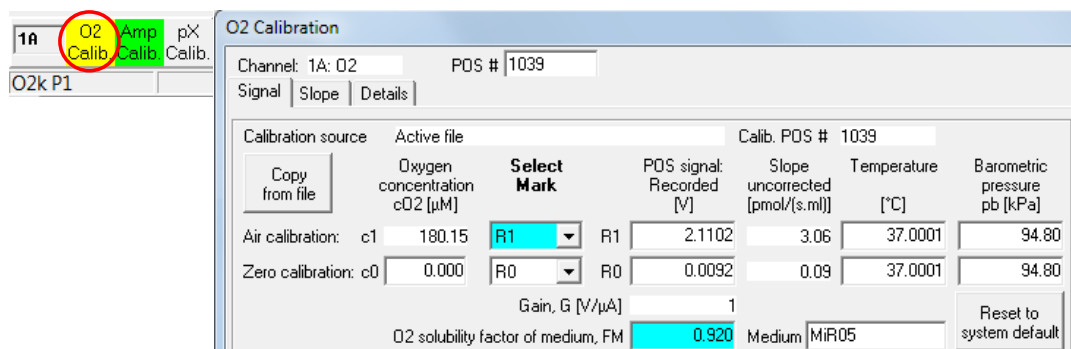 O2 Calibration
1A O2 Calib. Amp Calib. pX Calib.
O2k P1
Channel: 1A: O2 POS # 1039
Signal Slope Details
Calibration source Active file Calib. POS # 1039
Copy from file
Oxygen concentration cO2 [µM]
Select Mark
POS signal: Recorded [V]
Slope uncorrected [pmol/(s.ml)]
Temperature [°C]
Barometric pressure pb [kPa]
Air calibration: c1 180.15 R1 R1 2.1102 3.06 37.0001 94.80
Zero calibration: c0 0.000 R0 R0 0.0092 0.09 37.0001 94.80
Gain, G [V/µA] 1
O2 solubility factor of medium, FM 0.920 Medium MiR05
Reset to system default